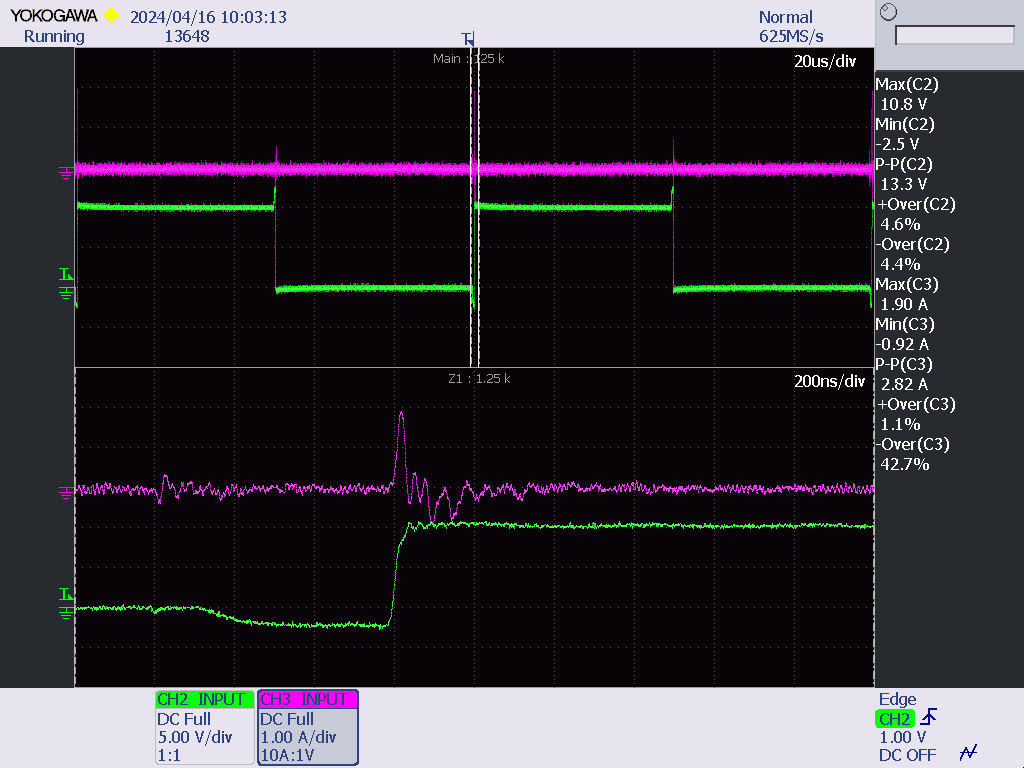 YOKOGAWA 2024/04/16 10:03:13 Normal
Running 13648 625MS/s
T
Main : 125 k 20us/div
T
Z1 : 1.25 k 200ns/div
T
Max(C2)
10.8 V
Min(C2)
-2.5 V
P-P(C2)
13.3 V
+Over(C2)
4.6%
-Over(C2)
4.4%
Max(C3)
1.90 A
Min(C3)
-0.92 A
P-P(C3)
2.82 A
+Over(C3)
1.1%
-Over(C3)
42.7%
CH2 INPUT
DC Full
5.00 V/div
1:1
CH3 INPUT
DC Full
1.00 A/div
10A:1V
Edge
CH2
1.00 V
DC OFF